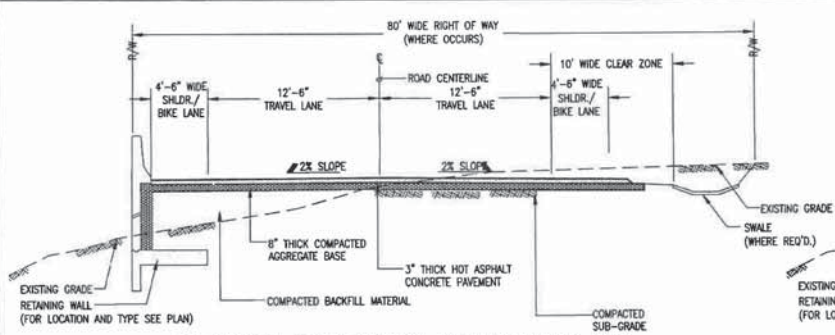 80' WIDE RIGHT OF WAY
(WHERE OCCURS)
R/W
℄
R/W
ROAD CENTERLINE
10' WIDE CLEAR ZONE
4'-6" WIDE
SHLDR./
BIKE LANE
12'-6"
TRAVEL LANE
12'-6"
TRAVEL LANE
4'-6" WIDE
SHLDR./
BIKE LANE
2% SLOPE
2% SLOPE
EXISTING GRADE
SWALE
(WHERE REQ'D.)
8" THICK COMPACTED
AGGREGATE BASE
3" THICK HOT ASPHALT
CONCRETE PAVEMENT
EXISTING GRADE
RETAINING WALL
(FOR LOCATION AND TYPE SEE PLAN)
COMPACTED BACKFILL MATERIAL
COMPACTED
SUB-GRADE
EXISTING
RETAINING
(FOR LO